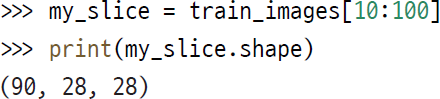 >>> my_slice = train_images[10:100]
>>> print(my_slice.shape)
(90, 28, 28)